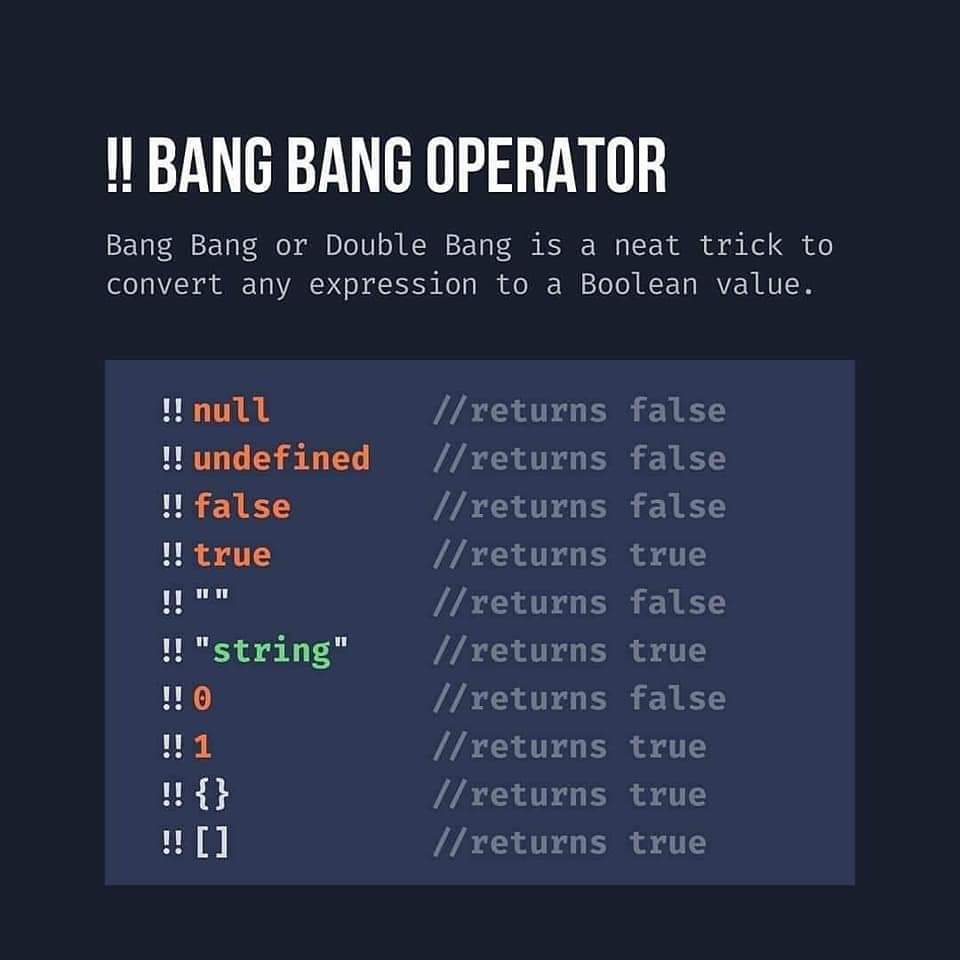 !! BANG BANG OPERATOR
Bang Bang or Double Bang is a neat trick to
convert any expression to a Boolean value.
!!null //returns false
!!undefined //returns false
!!false //returns false
!!true //returns true
!!"" //returns false
!!"string" //returns true
!!0 //returns false
!!1 //returns true
!!{} //returns true
!![] //returns true